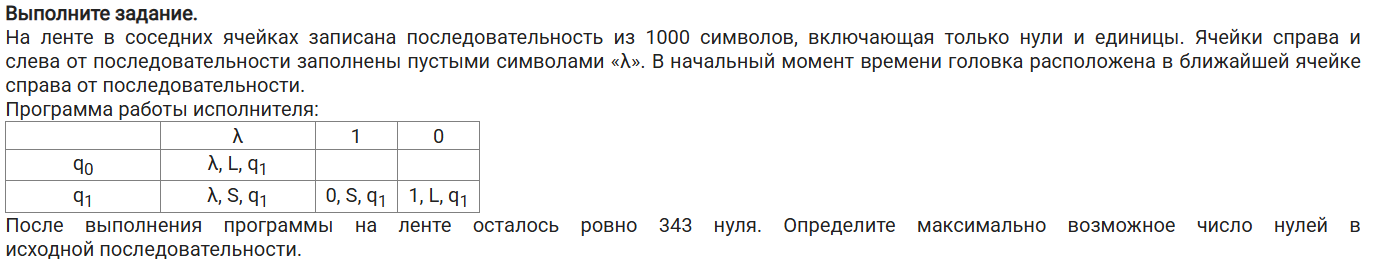 Выполните задание.
На ленте в соседних ячейках записана последовательность из 1000 символов, включающая только нули и единицы. Ячейки справа и
слева от последовательности заполнены пустыми символами «λ». В начальный момент времени головка расположена в ближайшей ячейке
справа от последовательности.
Программа работы исполнителя:
λ 1 0
q0 λ, L, q1
q1 λ, S, q1 0, S, q1 1, L, q1
После выполнения программы на ленте осталось ровно 343 нуля. Определите максимально возможное число нулей в
исходной последовательности.